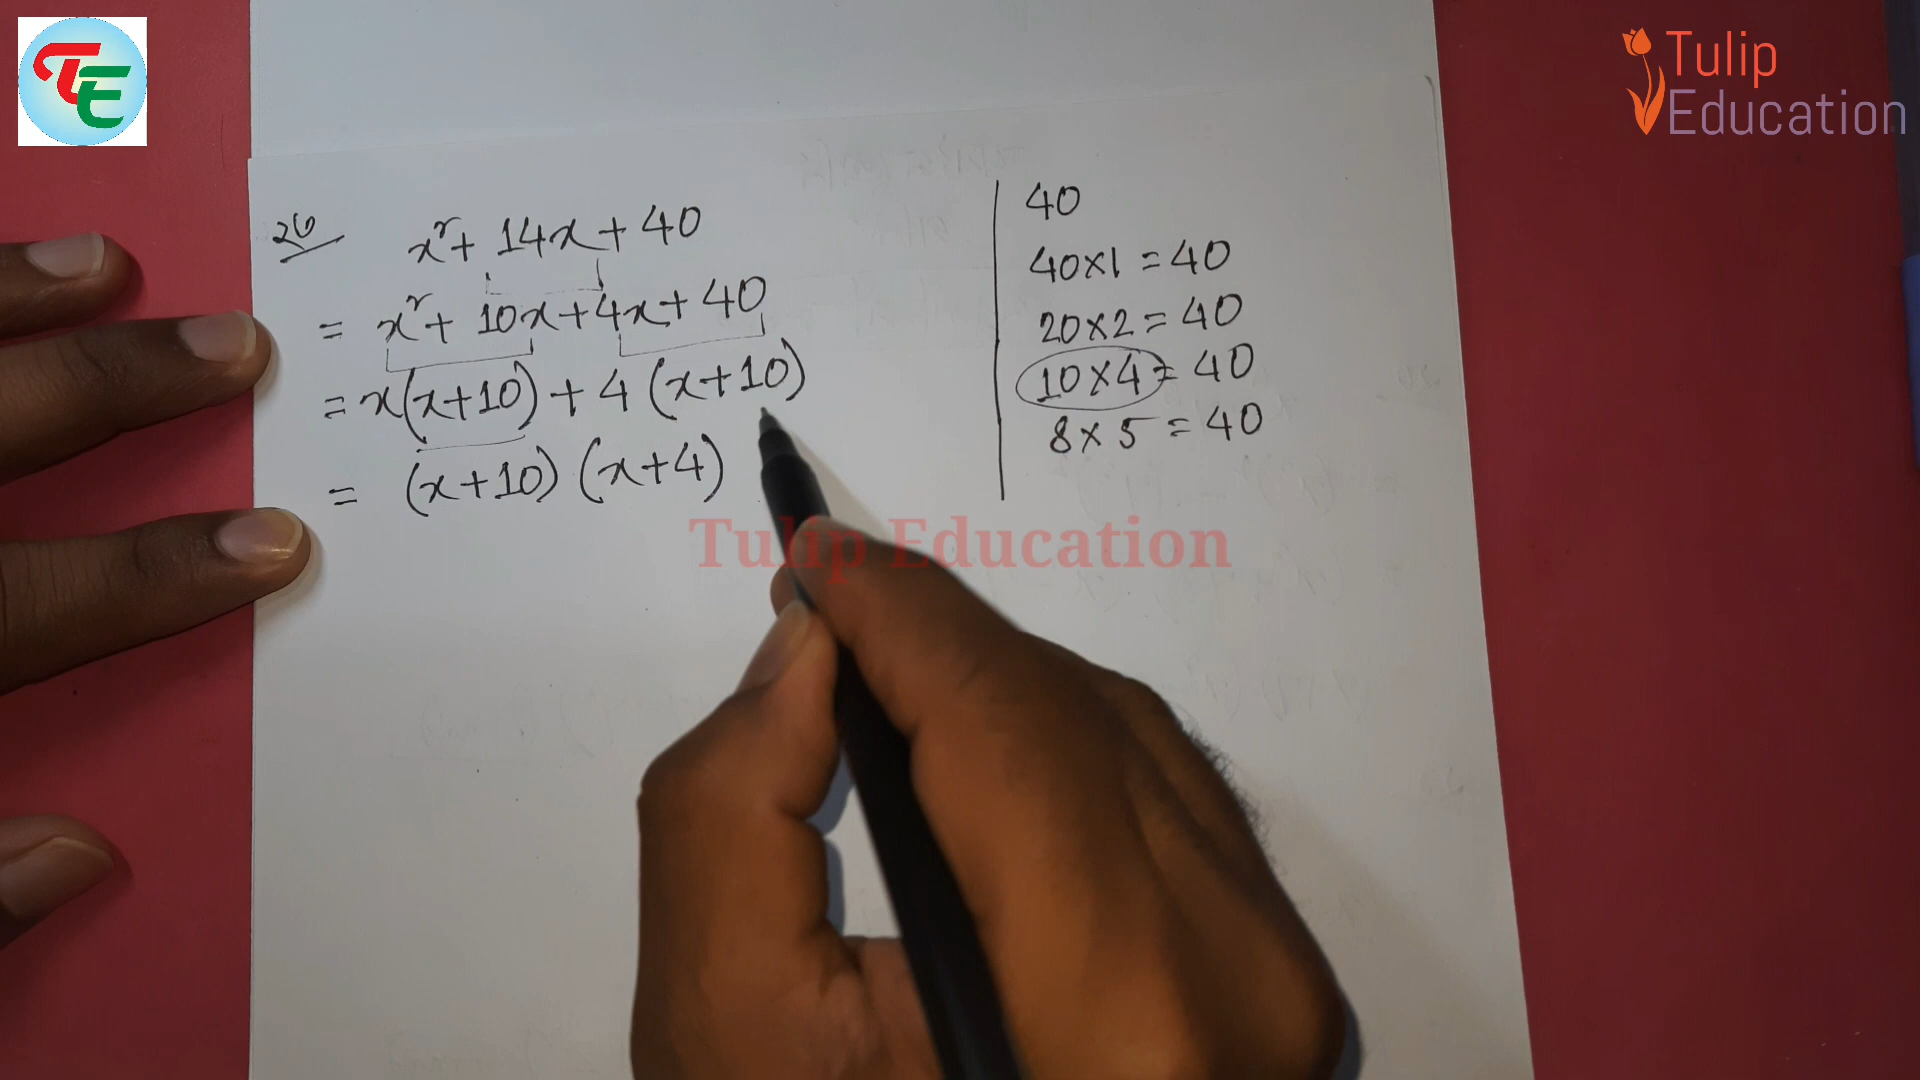 TE
Tulip
Education
26
x² + 14x + 40
= x² + 10x + 4x + 40
= x(x+10) + 4 (x+10)
= (x+10) (x+4)
40
40×1 = 40
20×2 = 40
10×4 = 40
8×5 = 40
Tulip Education